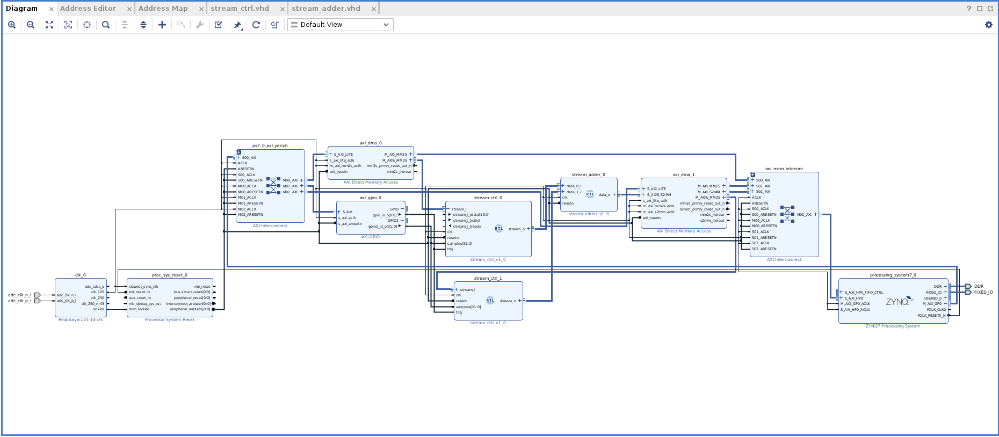 Diagram
Address Editor
Address Map
stream_ctrl.vhd
stream_adder.vhd
Default View
ps7_0_axi_periph
S00_AXI
ACLK
ARESETN
S00_ACLK
S00_ARESETN
M00_ACLK
M00_ARESETN
M01_ACLK
M01_ARESETN
M02_ACLK
M02_ARESETN
M00_AXI
M01_AXI
M02_AXI
AXI Interconnect
axi_dma_0
S_AXI_LITE
s_axi_lite_aclk
m_axi_mm2s_aclk
axi_resetn
M_AXI_MM2S
M_AXIS_MM2S
mm2s_prmry_reset_out_n
mm2s_introut
AXI Direct Memory Access
axi_gpio_0
S_AXI
s_axi_aclk
s_axi_aresetn
GPIO
gpio_io_o[0:0]
GPIO2
gpio2_io_o[31:0]
AXI GPIO
stream_ctrl_0
stream_i
stream_i_tdata[15:0]
stream_i_tvalid
stream_i_tready
clk
resetn
samples[31:0]
trig
RTL
stream_o
stream_ctrl_v1_0
stream_adder_0
data_0_i
data_1_i
clk
resetn
RTL
data_o
stream_adder_v1_0
axi_dma_1
S_AXI_LITE
S_AXIS_S2MM
s_axi_lite_aclk
m_axi_mm2s_aclk
m_axi_s2mm_aclk
axi_resetn
M_AXI_MM2S
M_AXI_S2MM
M_AXIS_MM2S
mm2s_prmry_reset_out_n
s2mm_prmry_reset_out_n
mm2s_introut
s2mm_introut
AXI Direct Memory Access
axi_mem_intercon
S00_AXI
S01_AXI
S02_AXI
ACLK
ARESETN
S00_ACLK
S00_ARESETN
M00_ACLK
M00_ARESETN
S01_ACLK
S01_ARESETN
S02_ACLK
S02_ARESETN
M00_AXI
AXI Interconnect
adc_clk_n_i
adc_clk_p_i
clk_0
adc_clk_n_i
adc_clk_p_i
adc_cdcs_o
clk_125
clk_250
clk_250_m45
locked
Redpitaya-125-14-clk
proc_sys_reset_0
slowest_sync_clk
ext_reset_in
aux_reset_in
mb_debug_sys_rst
dcm_locked
mb_reset
bus_struct_reset[0:0]
peripheral_reset[0:0]
interconnect_aresetn[0:0]
peripheral_aresetn[0:0]
Processor System Reset
stream_ctrl_1
stream_i
clk
resetn
samples[31:0]
trig
RTL
stream_o
stream_ctrl_v1_0
processing_system7_0
S_AXI_HP0_FIFO_CTRL
S_AXI_HP0
M_AXI_GP0_ACLK
S_AXI_HP0_ACLK
ZYNQ
DDR
FIXED_IO
USBIND_0
M_AXI_GP0
FCLK_CLK0
FCLK_RESET0_N
ZYNQ7 Processing System
DDR
FIXED_IO